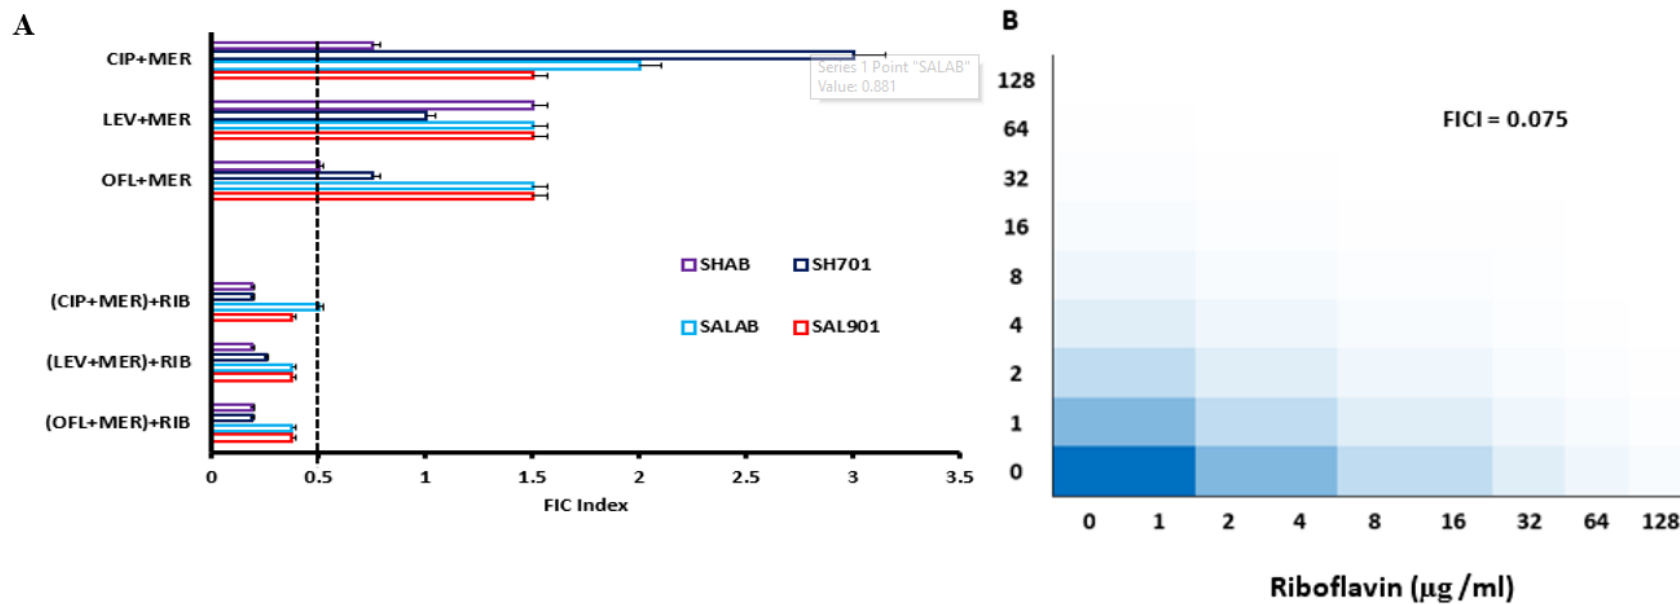 A
CIP+MER
LEV+MER
OFL+MER
(CIP+MER)+RIB
(LEV+MER)+RIB
(OFL+MER)+RIB
Series 1 Point "SALAB"
Value: 0.881
SHAB
SH701
SALAB
SAL901
0
0.5
1
1.5
2
2.5
3
3.5
FIC Index
B
FICI = 0.075
128
64
32
16
8
4
2
1
0
0
1
2
4
8
16
32
64
128
Riboflavin (μg /ml)